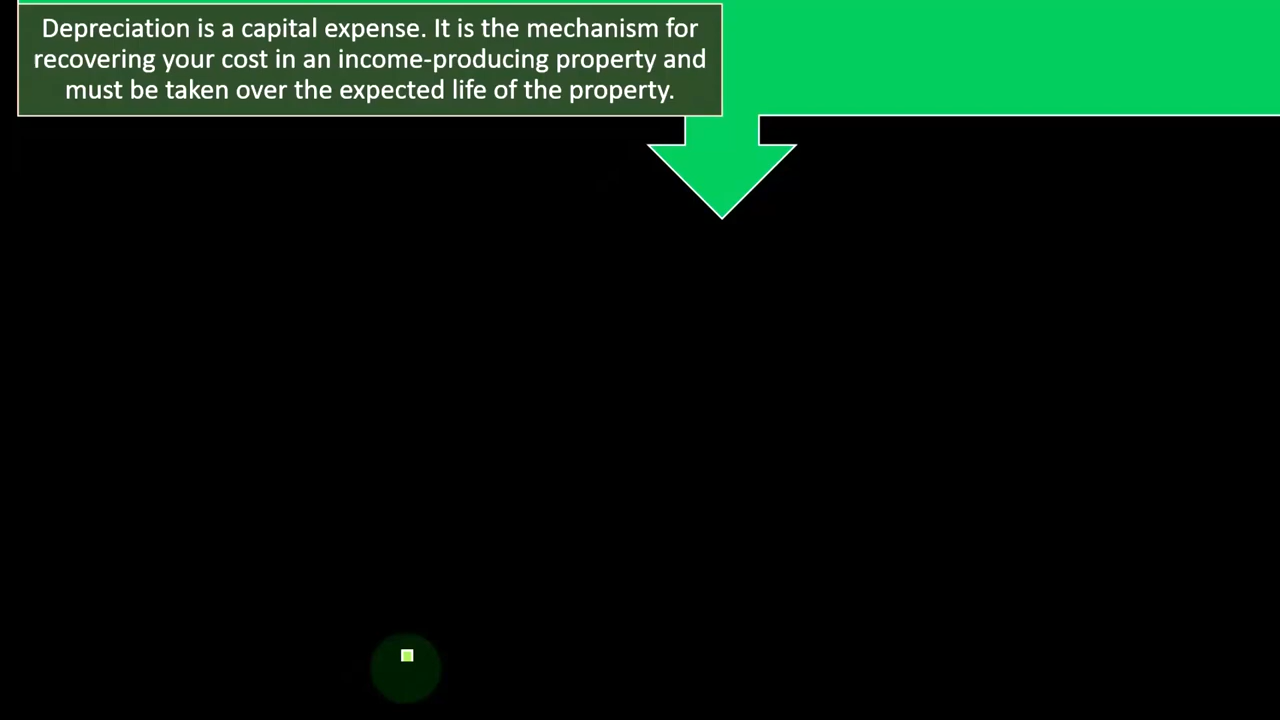 Depreciation is a capital expense. It is the mechanism for
recovering your cost in an income-producing property and
must be taken over the expected life of the property.